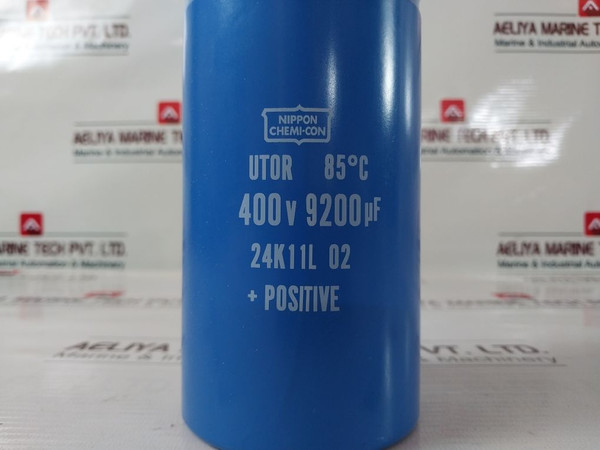 AELIYA MARINE TECH PVT. LTD.
Marine & Industrial Automation & Machinery
NIPPON
CHEMI-CON
UTOR 85°C
400V 9200µF
24K11L 02
+ POSITIVE